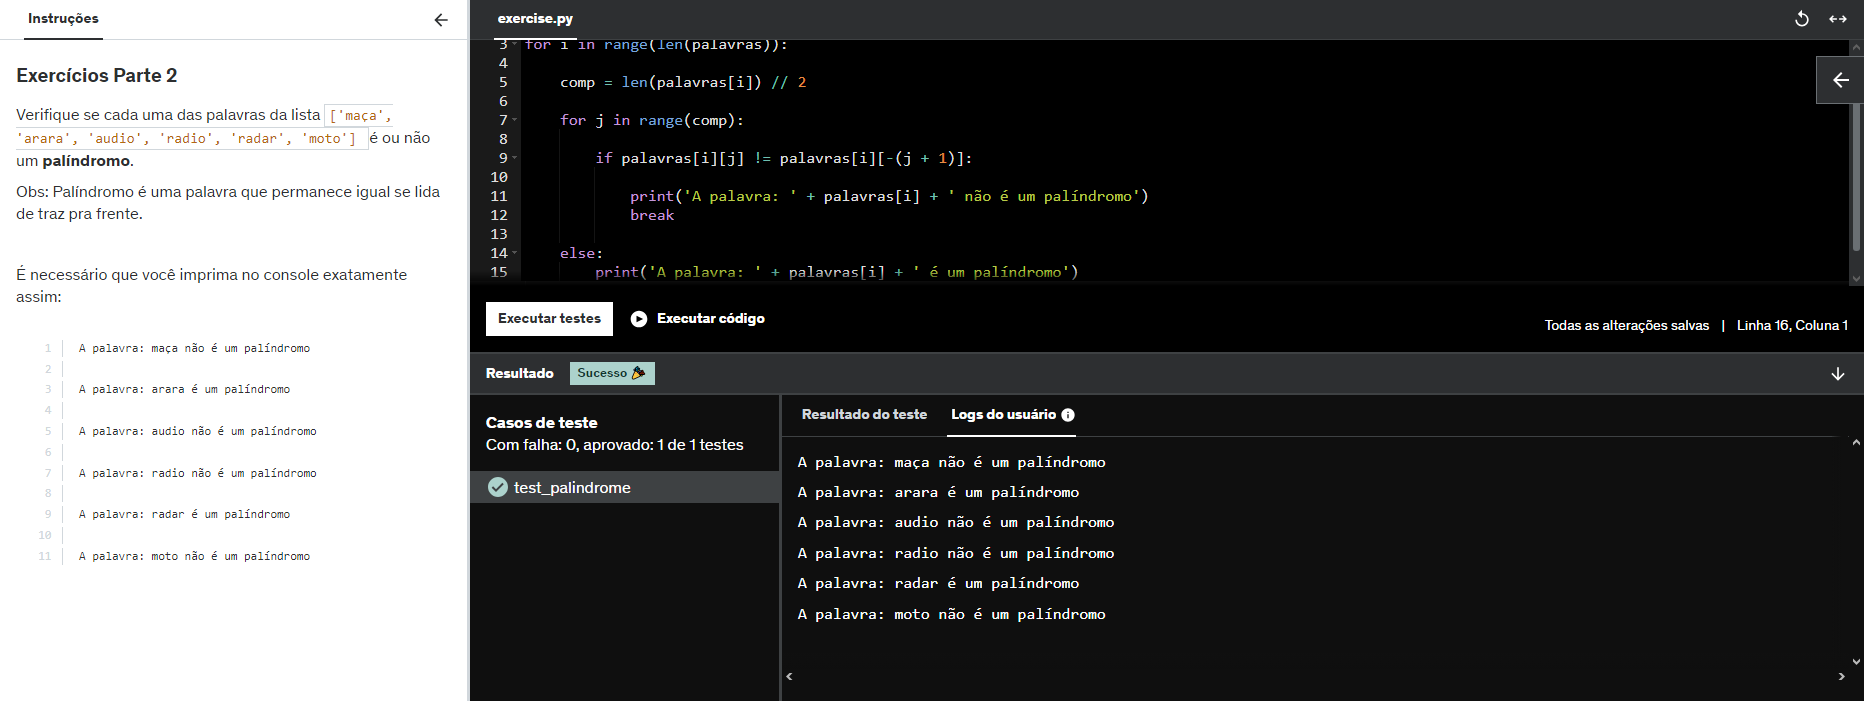 Instruções
Exercícios Parte 2
Verifique se cada uma das palavras da lista ['maça',
'arara', 'audio', 'radio', 'radar', 'moto'] é ou não
um palíndromo.
Obs: Palíndromo é uma palavra que permanece igual se lida
de traz pra frente.
É necessário que você imprima no console exatamente
assim:
1 A palavra: maça não é um palíndromo
2
3 A palavra: arara é um palíndromo
4
5 A palavra: audio não é um palíndromo
6
7 A palavra: radio não é um palíndromo
8
9 A palavra: radar é um palíndromo
10
11 A palavra: moto não é um palíndromo
exercise.py
3 for i in range(len(palavras)):
4
5 comp = len(palavras[i]) // 2
6
7 for j in range(comp):
8
9 if palavras[i][j] != palavras[i][-(j + 1)]:
10
11 print('A palavra: ' + palavras[i] + ' não é um palíndromo')
12 break
13
14 else:
15 print('A palavra: ' + palavras[i] + ' é um palíndromo')
Executar testes Executar código
Todas as alterações salvas | Linha 16, Coluna 1
Resultado Sucesso
Casos de teste
Com falha: 0, aprovado: 1 de 1 testes
test_palindrome
Resultado do teste Logs do usuário
A palavra: maça não é um palíndromo
A palavra: arara é um palíndromo
A palavra: audio não é um palíndromo
A palavra: radio não é um palíndromo
A palavra: radar é um palíndromo
A palavra: moto não é um palíndromo